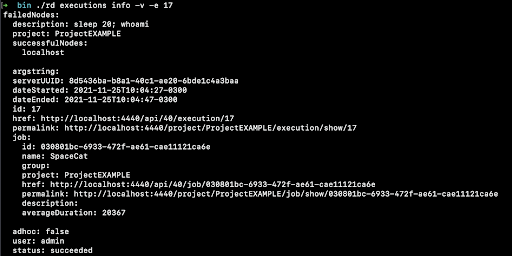 ➜ bin ./rd executions info -v -e 17
failedNodes:
description: sleep 20; whoami
project: ProjectEXAMPLE
successfulNodes:
localhost
argstring:
serverUUID: 8d5436ba-b8a1-40c1-ae20-6bde1c4a3baa
dateStarted: 2021-11-25T10:04:27-0300
dateEnded: 2021-11-25T10:04:47-0300
id: 17
href: http://localhost:4440/api/40/execution/17
permalink: http://localhost:4440/project/ProjectEXAMPLE/execution/show/17
job:
id: 030801bc-6933-472f-ae61-cae11121ca6e
name: SpaceCat
group:
project: ProjectEXAMPLE
href: http://localhost:4440/api/40/job/030801bc-6933-472f-ae61-cae11121ca6e
permalink: http://localhost:4440/project/ProjectEXAMPLE/job/show/030801bc-6933-472f-ae61-cae11121ca6e
description:
averageDuration: 20367
adhoc: false
user: admin
status: succeeded